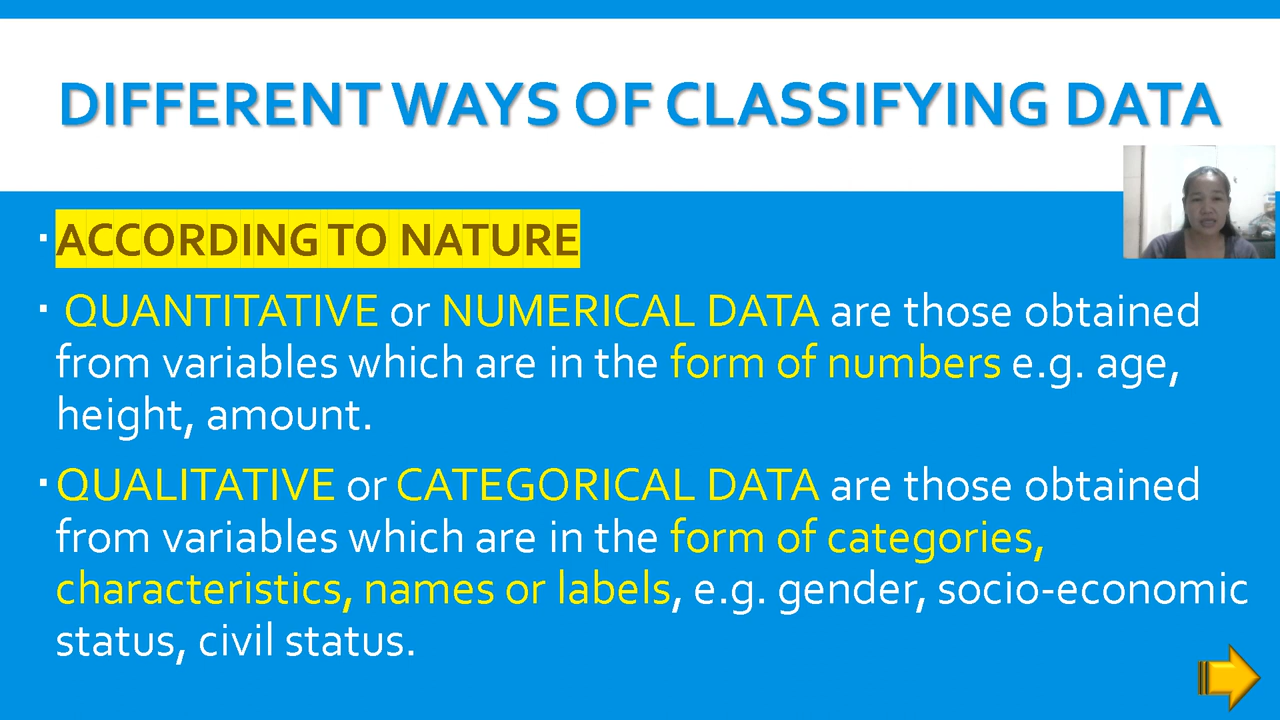 DIFFERENT WAYS OF CLASSIFYING DATA
▪ ACCORDING TO NATURE
▪ QUANTITATIVE or NUMERICAL DATA are those obtained
from variables which are in the form of numbers e.g. age,
height, amount.
▪ QUALITATIVE or CATEGORICAL DATA are those obtained
from variables which are in the form of categories,
characteristics, names or labels, e.g. gender, socio-economic
status, civil status.